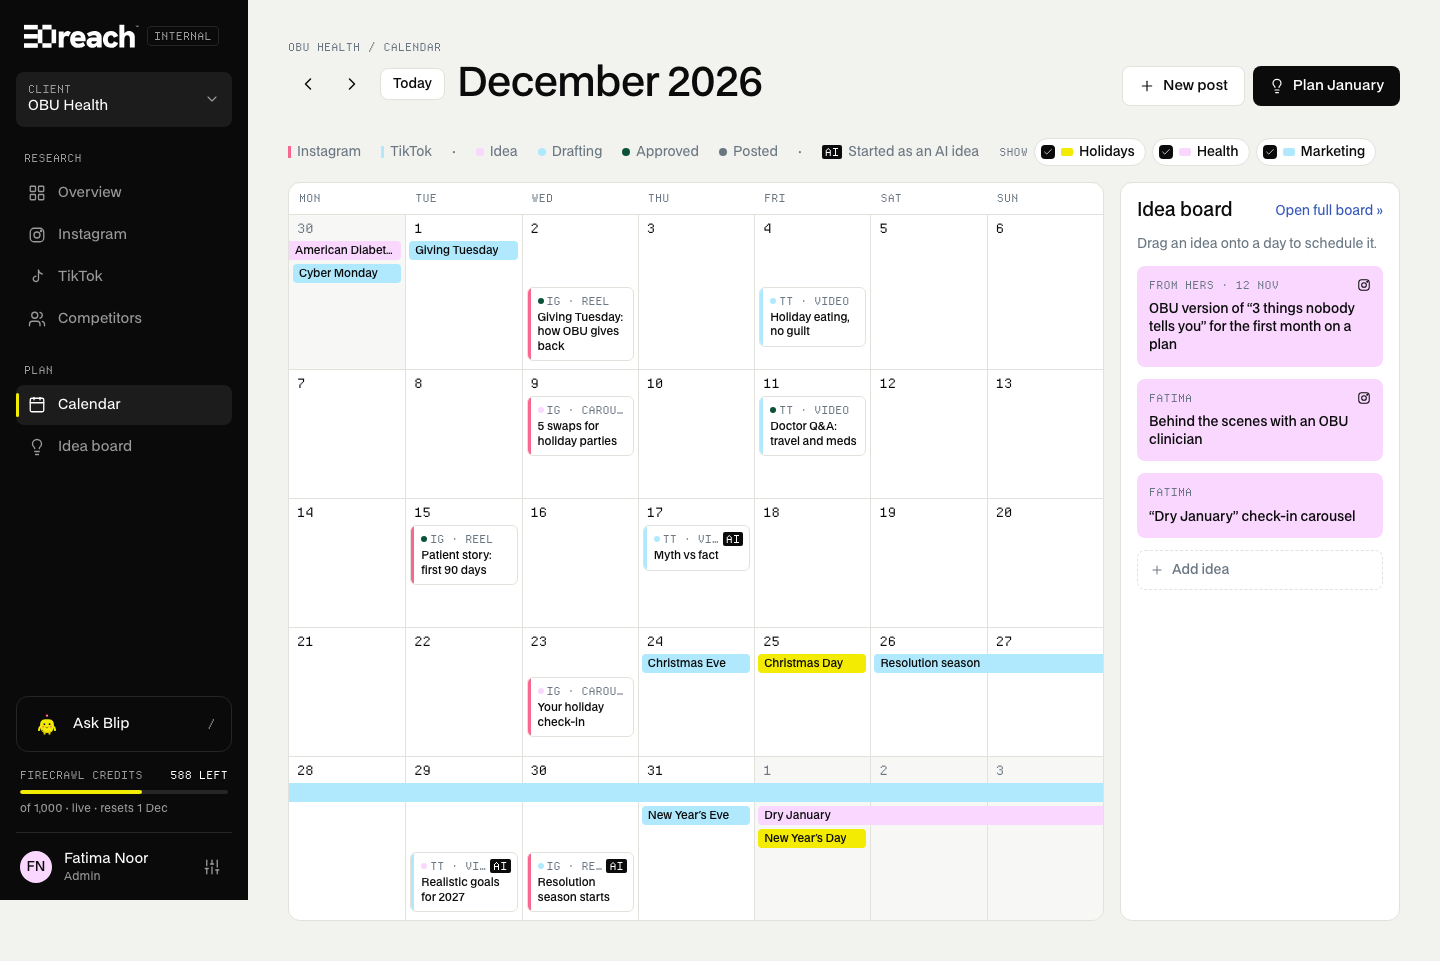 reach
INTERNAL
CLIENT
OBU Health
RESEARCH
Overview
Instagram
TikTok
Competitors
PLAN
Calendar
Idea board
Ask Blip
/
FIRECRAWL CREDITS 588 LEFT
of 1,000 · live · resets 1 Dec
FN
Fatima Noor
Admin
OBU HEALTH / CALENDAR
Today
December 2026
New post
Plan January
Instagram TikTok · Idea Drafting Approved Posted · AI Started as an AI idea SHOW Holidays Health Marketing
MON TUE WED THU FRI SAT SUN
30 1 2 3 4 5 6
American Diabet…
Cyber Monday
Giving Tuesday
IG · REEL
Giving Tuesday:
how OBU gives
back
TT · VIDEO
Holiday eating,
no guilt
7 8 9 10 11 12 13
IG · CAROU…
5 swaps for
holiday parties
TT · VIDEO
Doctor Q&A:
travel and meds
14 15 16 17 18 19 20
IG · REEL
Patient story:
first 90 days
TT · VI… AI
Myth vs fact
21 22 23 24 25 26 27
Christmas Eve
Christmas Day
Resolution season
IG · CAROU…
Your holiday
check-in
28 29 30 31 1 2 3
New Year's Eve
Dry January
New Year's Day
TT · VI… AI
Realistic goals
for 2027
IG · RE… AI
Resolution
season starts
Idea board
Open full board »
Drag an idea onto a day to schedule it.
FROM HERS · 12 NOV
OBU version of “3 things nobody
tells you” for the first month on a
plan
FATIMA
Behind the scenes with an OBU
clinician
FATIMA
“Dry January” check-in carousel
Add idea